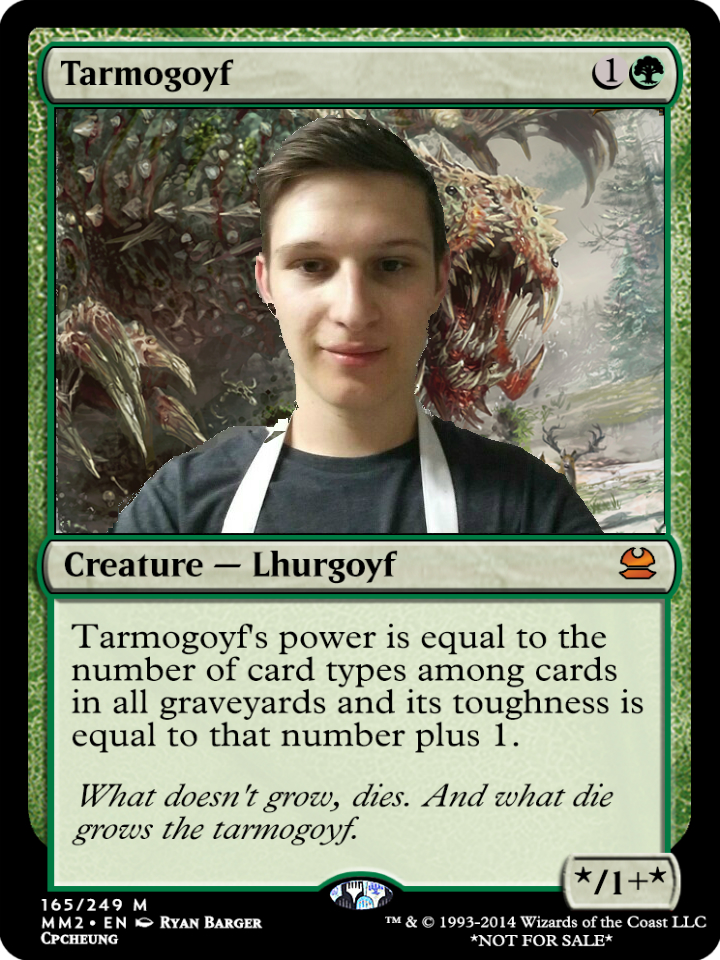 Tarmogoyf 1
Creature — Lhurgoyf
Tarmogoyf's power is equal to the
number of card types among cards
in all graveyards and its toughness is
equal to that number plus 1.
What doesn't grow, dies. And what die
grows the tarmogoyf.
*/1+*
165/249 M
MM2 • EN Ryan Barger
Cpcheung
™ & © 1993-2014 Wizards of the Coast LLC
*NOT FOR SALE*